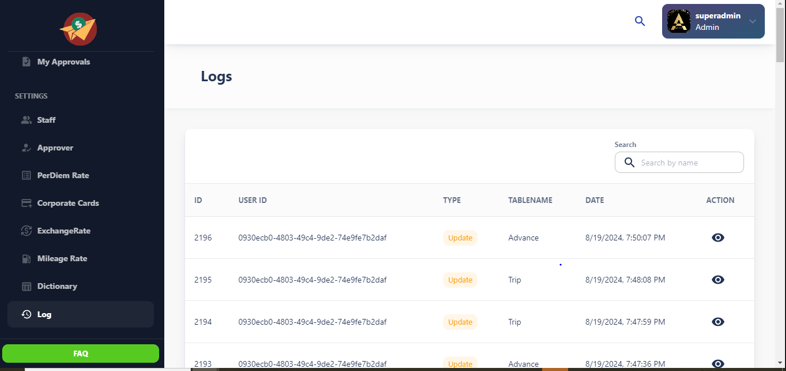 superadmin
Admin
My Approvals
SETTINGS
Staff
Approver
PerDiem Rate
Corporate Cards
ExchangeRate
Mileage Rate
Dictionary
Log
FAQ
Logs
Search
Search by name
ID USER ID TYPE TABLENAME DATE ACTION
2196 0930ecb0-4803-49c4-9de2-74e9fe7b2daf Update Advance 8/19/2024, 7:50:07 PM
2195 0930ecb0-4803-49c4-9de2-74e9fe7b2daf Update Trip 8/19/2024, 7:48:08 PM
2194 0930ecb0-4803-49c4-9de2-74e9fe7b2daf Update Trip 8/19/2024, 7:47:59 PM
2193 0930ecb0-4803-49c4-9de2-74e9fe7b2daf Update Advance 8/19/2024, 7:47:36 PM